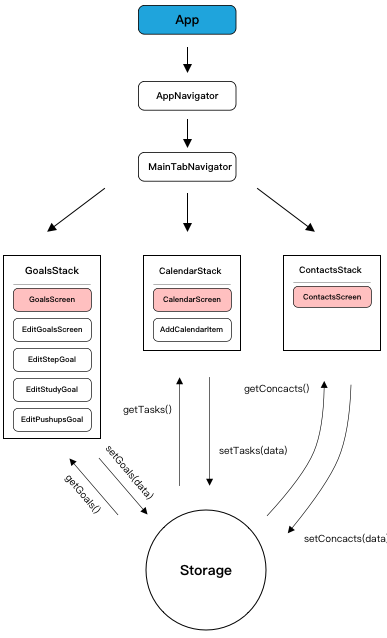 App
AppNavigator
MainTabNavigator
GoalsStack
GoalsScreen
EditGoalsScreen
EditStepGoal
EditStudyGoal
EditPushupsGoal
CalendarStack
CalendarScreen
AddCalendarItem
ContactsStack
ContactsScreen
getTasks()
setTasks(data)
getConcacts()
setConcacts(data)
setGoals(data)
getGoals()
Storage